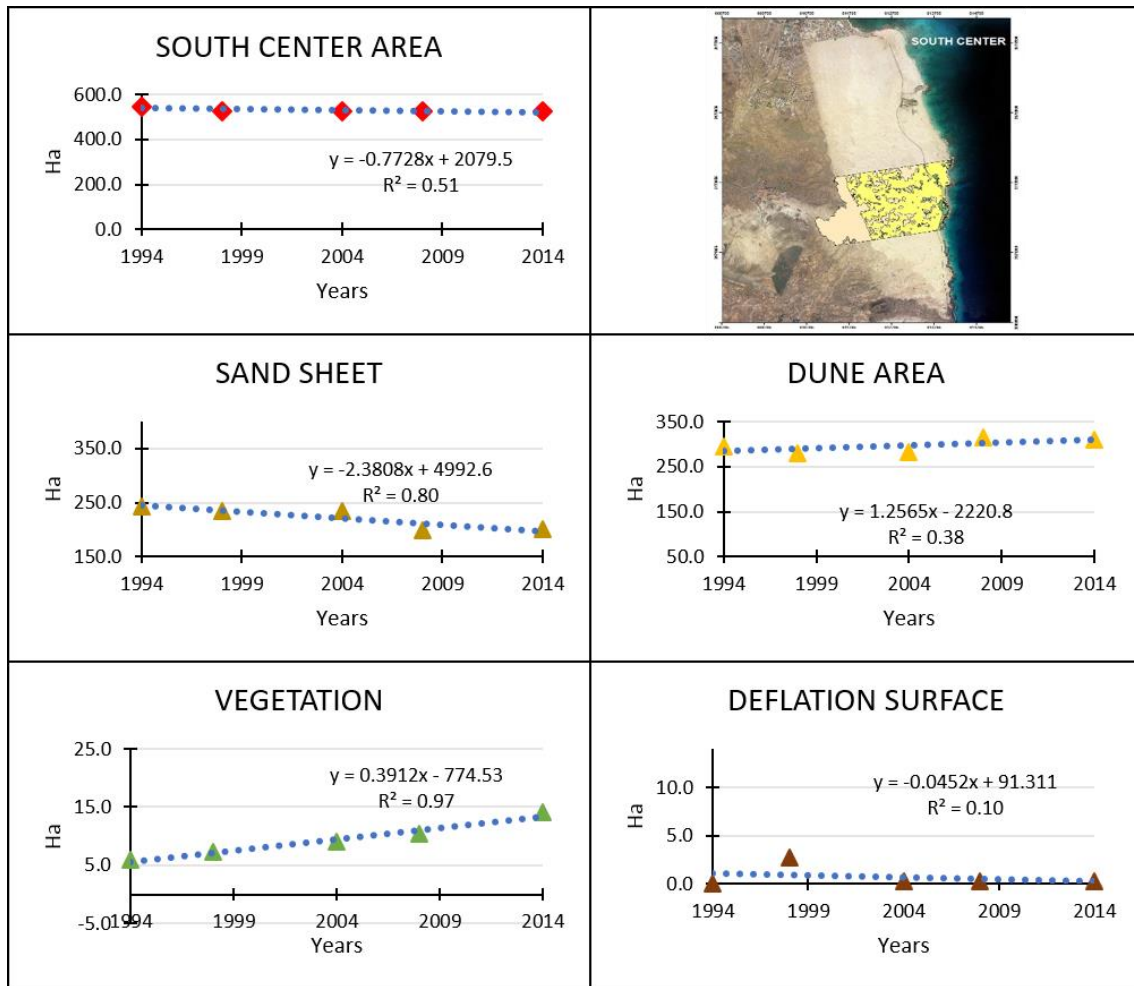 SOUTH CENTER AREA
600.0
400.0
200.0
0.0
Ha
y = -0.7728x + 2079.5
R² = 0.51
1994 1999 2004 2009 2014
Years
SOUTH CENTER
SAND SHEET
350.0
250.0
150.0
Ha
y = -2.3808x + 4992.6
R² = 0.80
1994 1999 2004 2009 2014
Years
DUNE AREA
350.0
250.0
150.0
50.0
Ha
y = 1.2565x - 2220.8
R² = 0.38
1994 1999 2004 2009 2014
Years
VEGETATION
25.0
15.0
5.0
-5.0
Ha
y = 0.3912x - 774.53
R² = 0.97
1994 1999 2004 2009 2014
Years
DEFLATION SURFACE
10.0
5.0
0.0
Ha
y = -0.0452x + 91.311
R² = 0.10
1994 1999 2004 2009 2014
Years